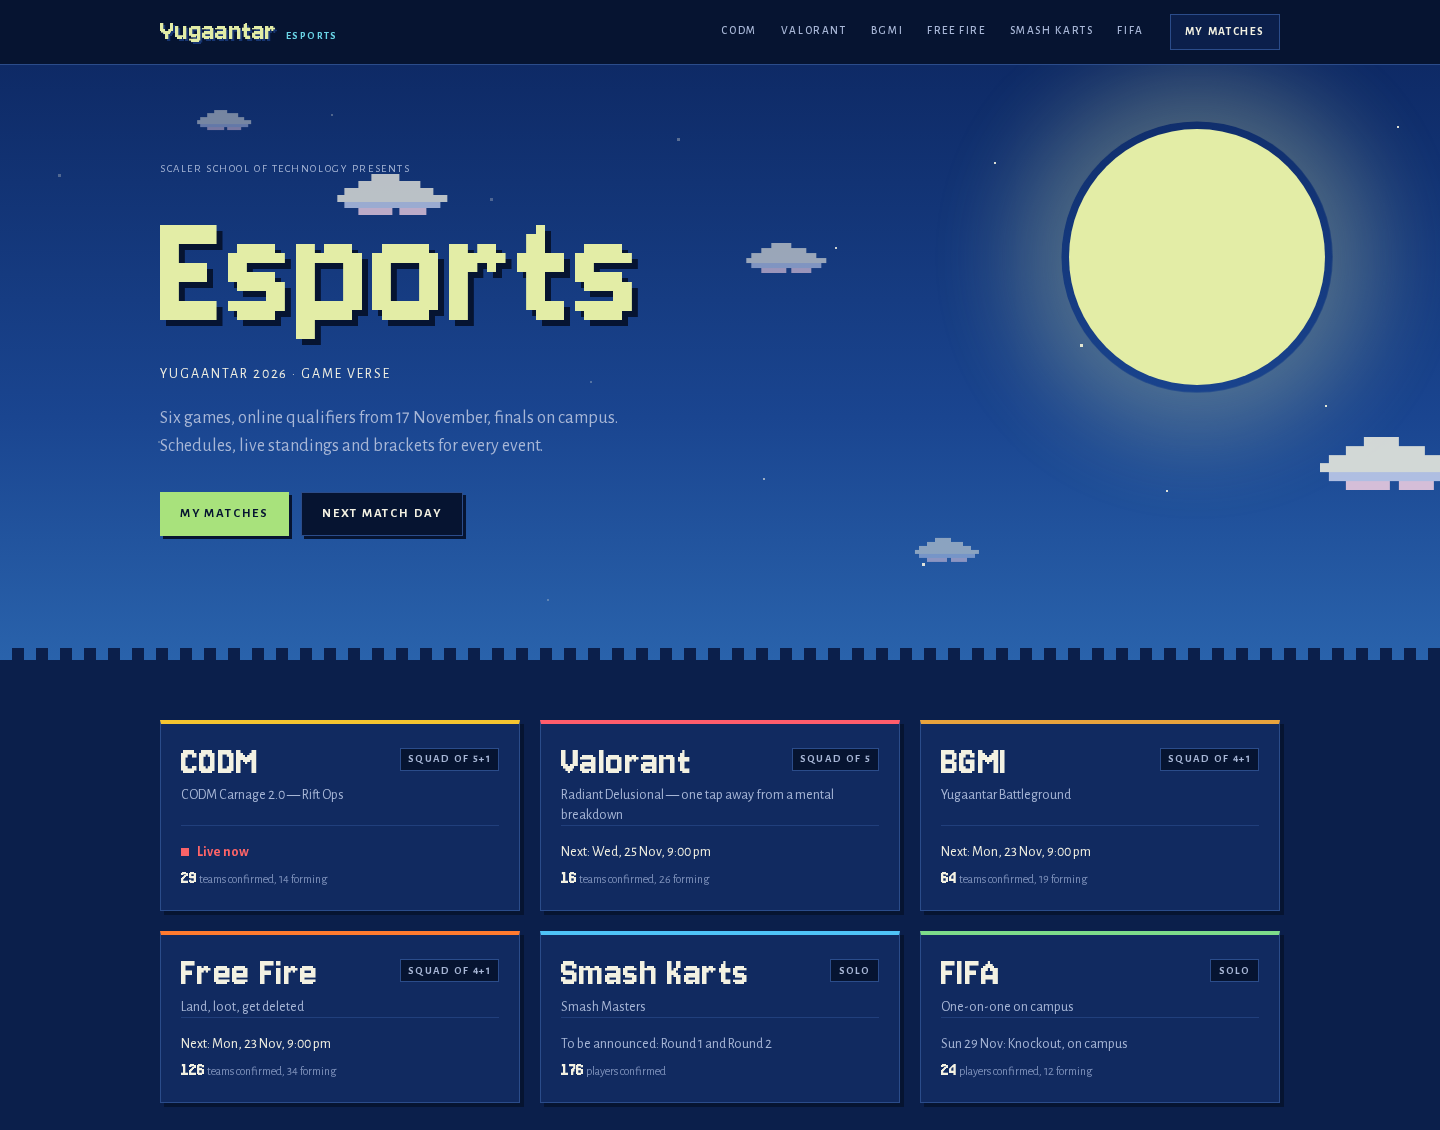 Yugaantar ESPORTS
CODM VALORANT BGMI FREE FIRE SMASH KARTS FIFA MY MATCHES
SCALER SCHOOL OF TECHNOLOGY PRESENTS
Esports
YUGAANTAR 2026 · GAME VERSE
Six games, online qualifiers from 17 November, finals on campus.
Schedules, live standings and brackets for every event.
MY MATCHES NEXT MATCH DAY
CODM SQUAD OF 5+1
CODM Carnage 2.0 — Rift Ops
Live now
29 teams confirmed, 14 forming
Valorant SQUAD OF 5
Radiant Delusional — one tap away from a mental
breakdown
Next: Wed, 25 Nov, 9:00 pm
16 teams confirmed, 26 forming
BGMI SQUAD OF 4+1
Yugaantar Battleground
Next: Mon, 23 Nov, 9:00 pm
64 teams confirmed, 19 forming
Free Fire SQUAD OF 4+1
Land, loot, get deleted
Next: Mon, 23 Nov, 9:00 pm
126 teams confirmed, 34 forming
Smash Karts SOLO
Smash Masters
To be announced: Round 1 and Round 2
176 players confirmed
FIFA SOLO
One-on-one on campus
Sun 29 Nov: Knockout, on campus
24 players confirmed, 12 forming